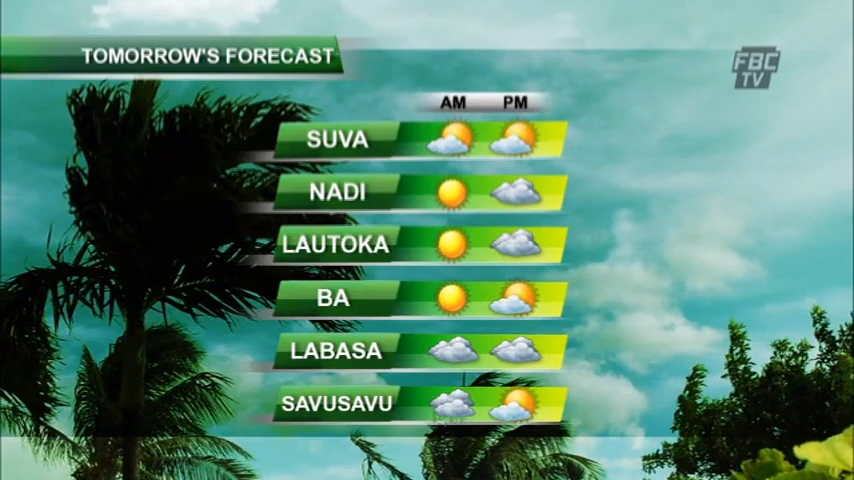 TOMORROW'S FORECAST
FBC
TV
AM PM
SUVA
NADI
LAUTOKA
BA
LABASA
SAVUSAVU